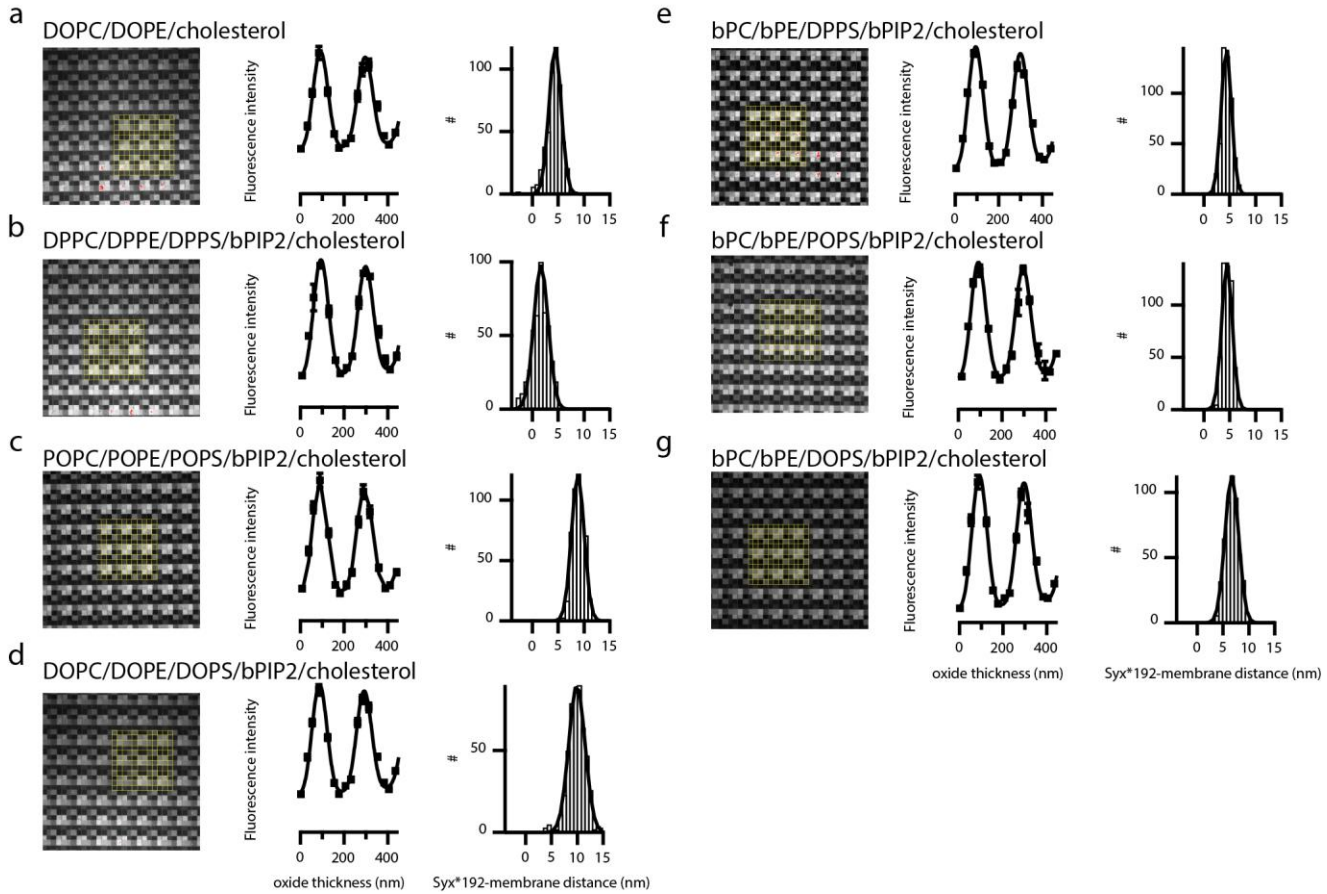 a
DOPC/DOPE/cholesterol
Fluorescence intensity
0 200 400
#
100
50
0
0 5 10 15
b
DPPC/DPPE/DPPS/bPIP2/cholesterol
Fluorescence intensity
0 200 400
#
100
50
0
0 5 10 15
c
POPC/POPE/POPS/bPIP2/cholesterol
Fluorescence intensity
0 200 400
#
100
50
0
0 5 10 15
d
DOPC/DOPE/DOPS/bPIP2/cholesterol
Fluorescence intensity
0 200 400
oxide thickness (nm)
#
50
0
0 5 10 15
Syx*192-membrane distance (nm)
e
bPC/bPE/DPPS/bPIP2/cholesterol
Fluorescence intensity
0 200 400
#
100
50
0
0 5 10 15
f
bPC/bPE/POPS/bPIP2/cholesterol
Fluorescence intensity
0 200 400
#
100
50
0
0 5 10 15
g
bPC/bPE/DOPS/bPIP2/cholesterol
Fluorescence intensity
0 200 400
oxide thickness (nm)
#
100
50
0
0 5 10 15
Syx*192-membrane distance (nm)